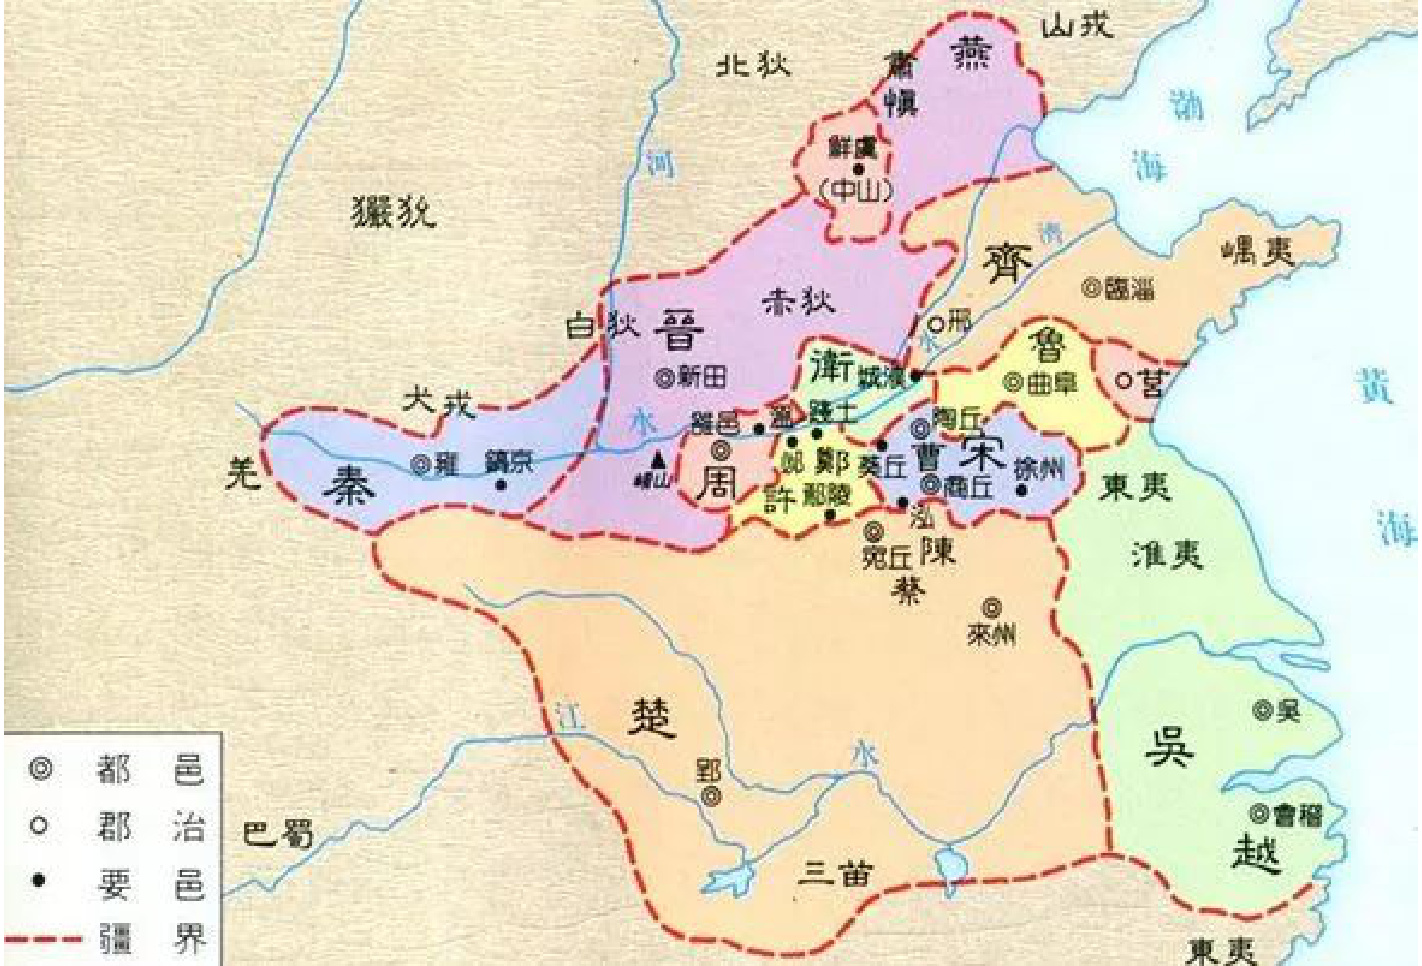 山戎
燕
肅
慎
北狄
渤
海
河
鮮虞
(中山)
玁狁
濟
齊
嵎夷
臨淄
赤狄
白狄
晉
邢
水
魯
衛
城濮
新田
曲阜
莒
黃
海
犬戎
水
踐土
陶丘
雒邑
溫
宋
曹
鄭
葵丘
羌
秦
雍
鎬京
崤山
周
邲
商丘
徐州
東夷
許
鄢陵
泓
宛丘
陳
淮夷
蔡
來州
楚
江
吳
吳
水
郢
都邑
郡治
要邑
疆界
巴蜀
三苗
會稽
越
東夷